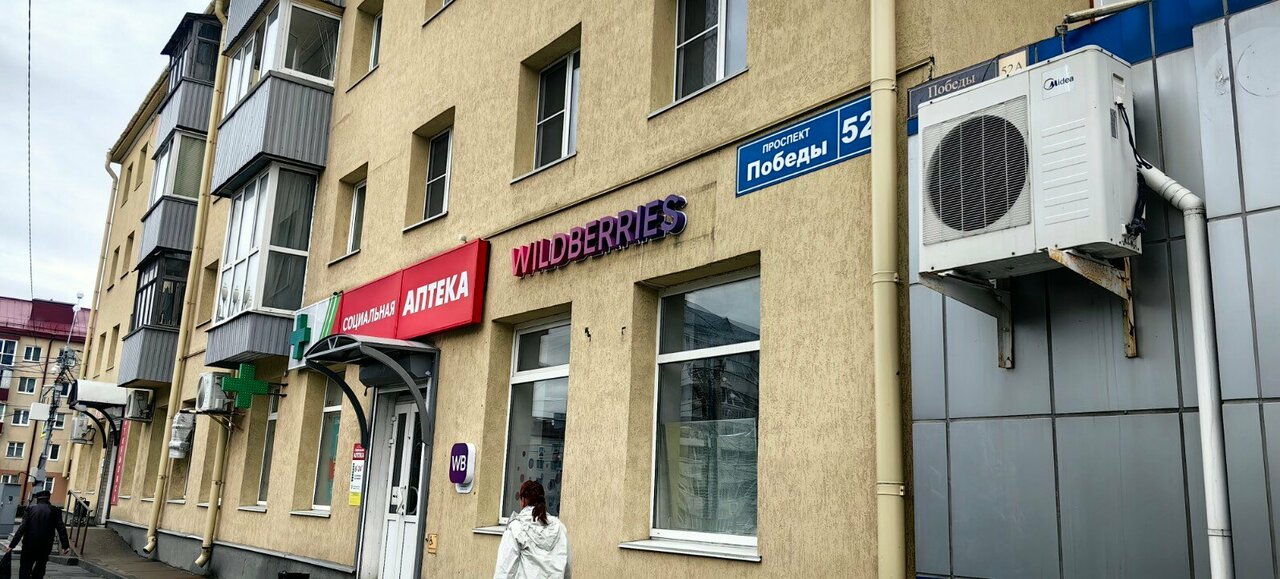 СОЦИАЛЬНАЯ АПТЕКА
WILDBERRIES
WB
ПРОСПЕКТ
Победы 52
Победы 52А
Midea